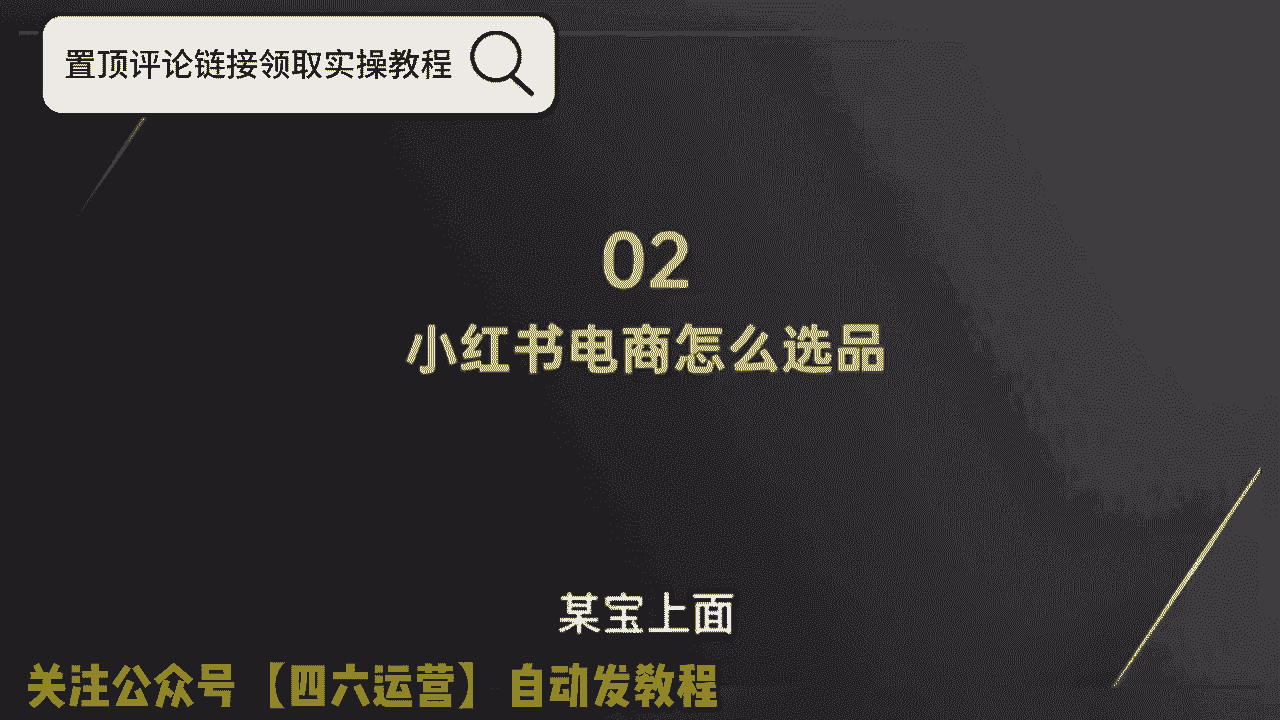 置顶评论链接领取实操教程
02
小红书电商怎么选品
某宝上面
关注公众号【四六运营】自动发教程